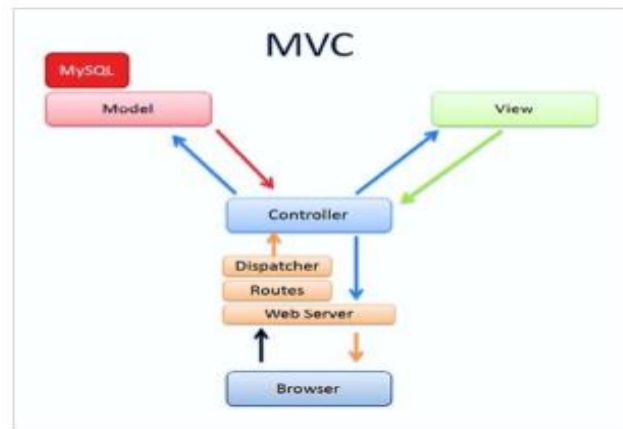 MVC
MySQL
Model
View
Controller
Dispatcher
Routes
Web Server
Browser